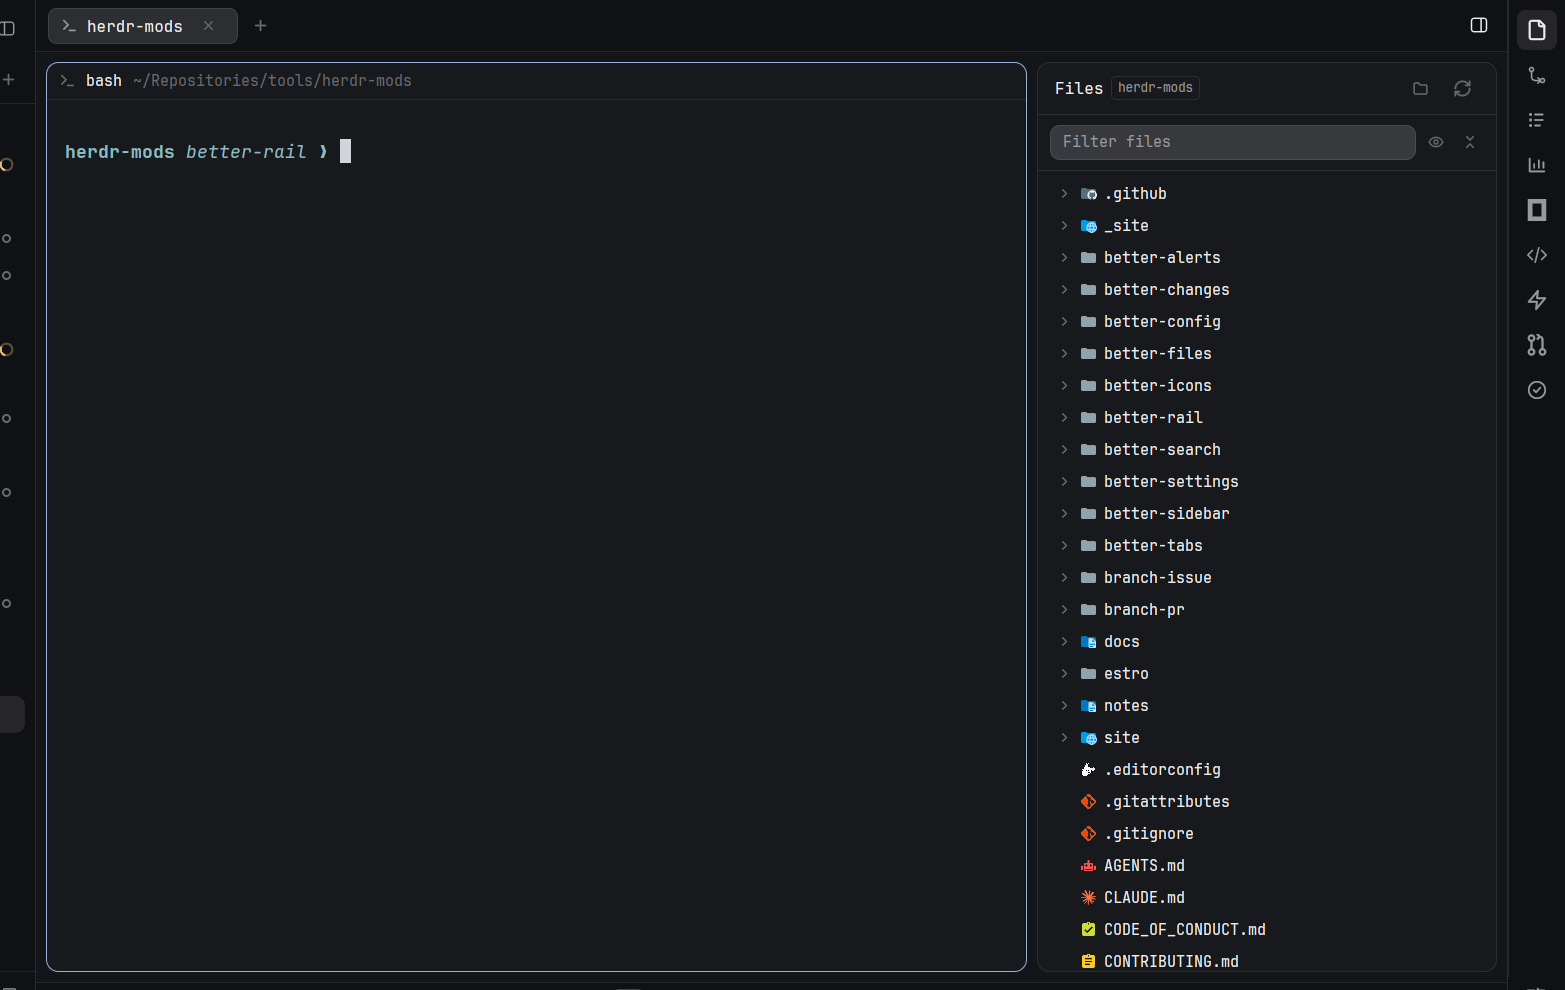 herdr-mods
bash ~/Repositories/tools/herdr-mods
herdr-mods better-rail ❯
Files herdr-mods
Filter files
.github
_site
better-alerts
better-changes
better-config
better-files
better-icons
better-rail
better-search
better-settings
better-sidebar
better-tabs
branch-issue
branch-pr
docs
estro
notes
site
.editorconfig
.gitattributes
.gitignore
AGENTS.md
CLAUDE.md
CODE_OF_CONDUCT.md
CONTRIBUTING.md